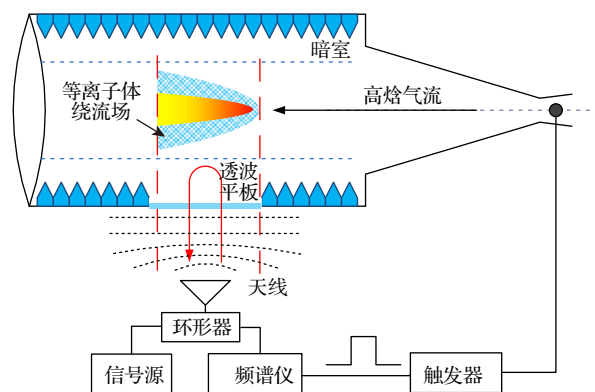 暗室
等离子体
绕流场
高焓气流
透波
平板
天线
环形器
信号源
频谱仪
触发器